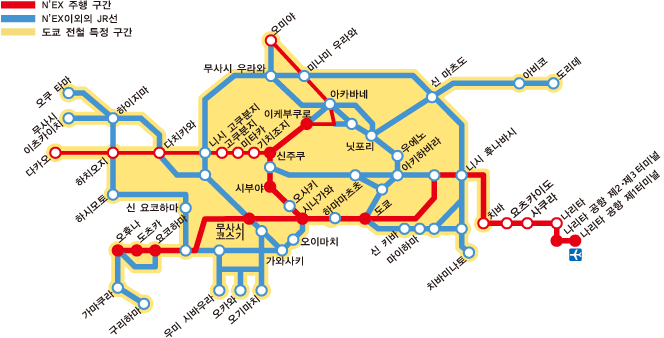 N'EX 주행 구간
N'EX이외의 JR선
도쿄 전철 특정 구간
오미야
미나미 우라와
무사시 우라와
신 마츠도
아비코
도리데
오쿠 타마
하이지마
아카바네
이케부쿠로
무사시
이츠카이치
다치카와
니시 고쿠분지
고쿠분지
미타카
기치조지
닛포리
우에노
아키하바라
니시 후나바시
다카오
하치오지
신주쿠
시부야
오사키
시나가와
하마마츠초
도쿄
치바
요츠카이도
사쿠라
나리타
나리타 공항 제2·제3 터미널
나리타 공항 제1터미널
하시모토
신 요코하마
오후나
도츠카
요코하마
무사시
코스기
오이마치
가와사키
신 키바
마이하마
치바미나토
가마쿠라
구리하마
우미 시바우라
오카와
오기마치